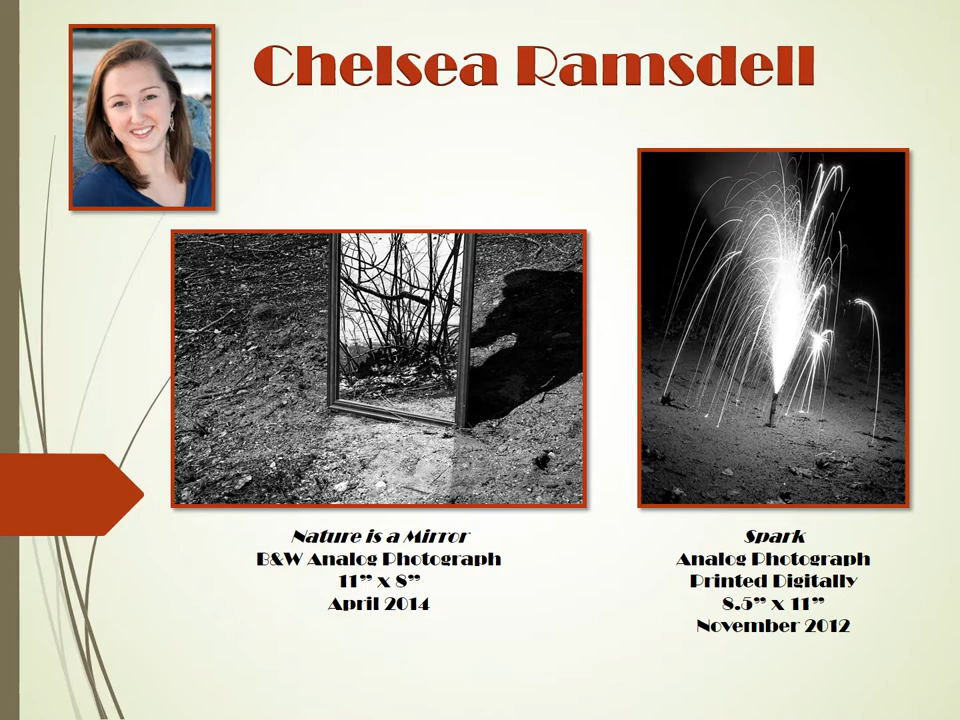 Chelsea Ramsdell
Nature is a Mirror
B&W Analog Photograph
11” x 8”
April 2014
Spark
Analog Photograph
Printed Digitally
8.5” x 11”
November 2012